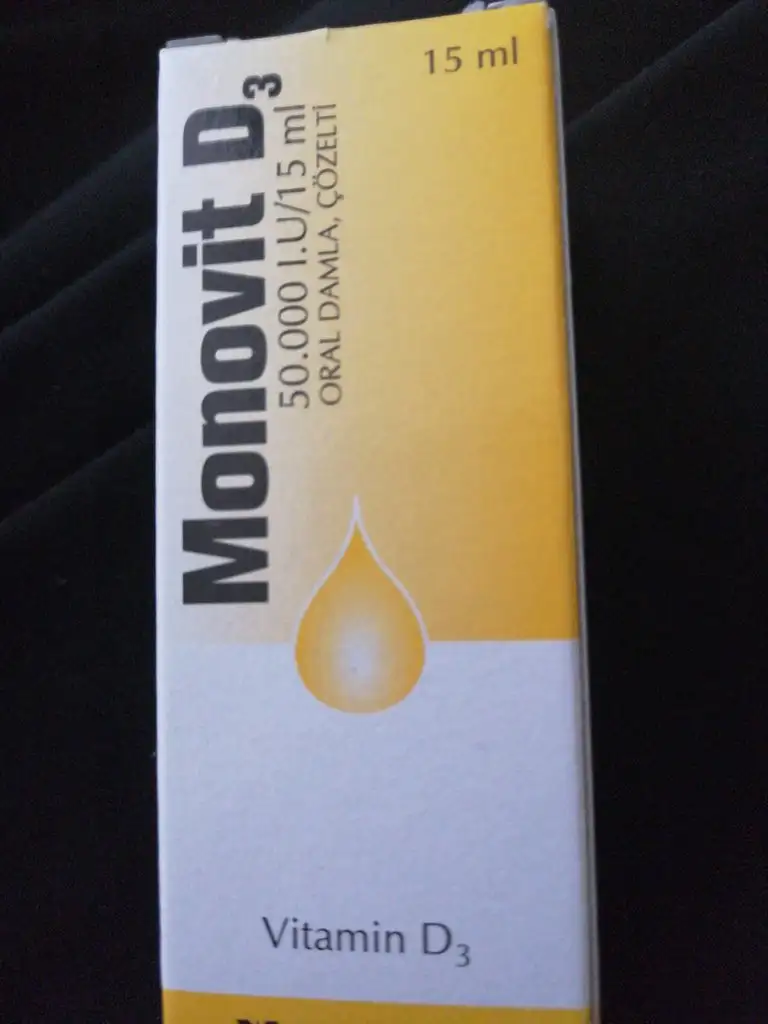 15 ml
Monovit D₃
50.000 I.U/15 ml
ORAL DAMLA, ÇÖZELTİ
Vitamin D₃